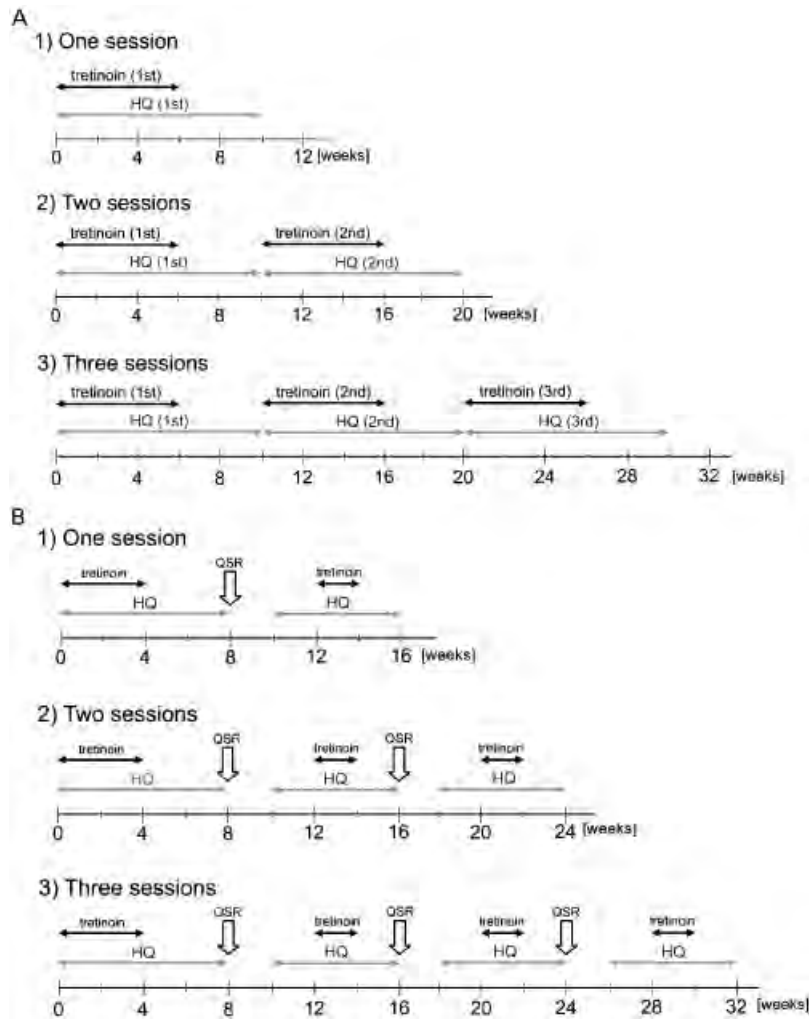 A
1) One session
tretinoin (1st)
HQ (1st)
0 4 8 12 [weeks]
2) Two sessions
tretinoin (1st) tretinoin (2nd)
HQ (1st) HQ (2nd)
0 4 8 12 16 20 [weeks]
3) Three sessions
tretinoin (1st) tretinoin (2nd) tretinoin (3rd)
HQ (1st) HQ (2nd) HQ (3rd)
0 4 8 12 16 20 24 26 28 32 [weeks]
B
1) One session
QSR
tretinoin tretinoin
HQ HQ
0 4 8 12 16 [weeks]
2) Two sessions
QSR QSR
tretinoin tretinoin tretinoin
HQ HQ HQ
0 4 8 12 16 20 24 [weeks]
3) Three sessions
QSR QSR QSR
tretinoin tretinoin tretinoin tretinoin
HQ HQ HQ HQ
0 4 8 12 16 20 24 28 32 [weeks]